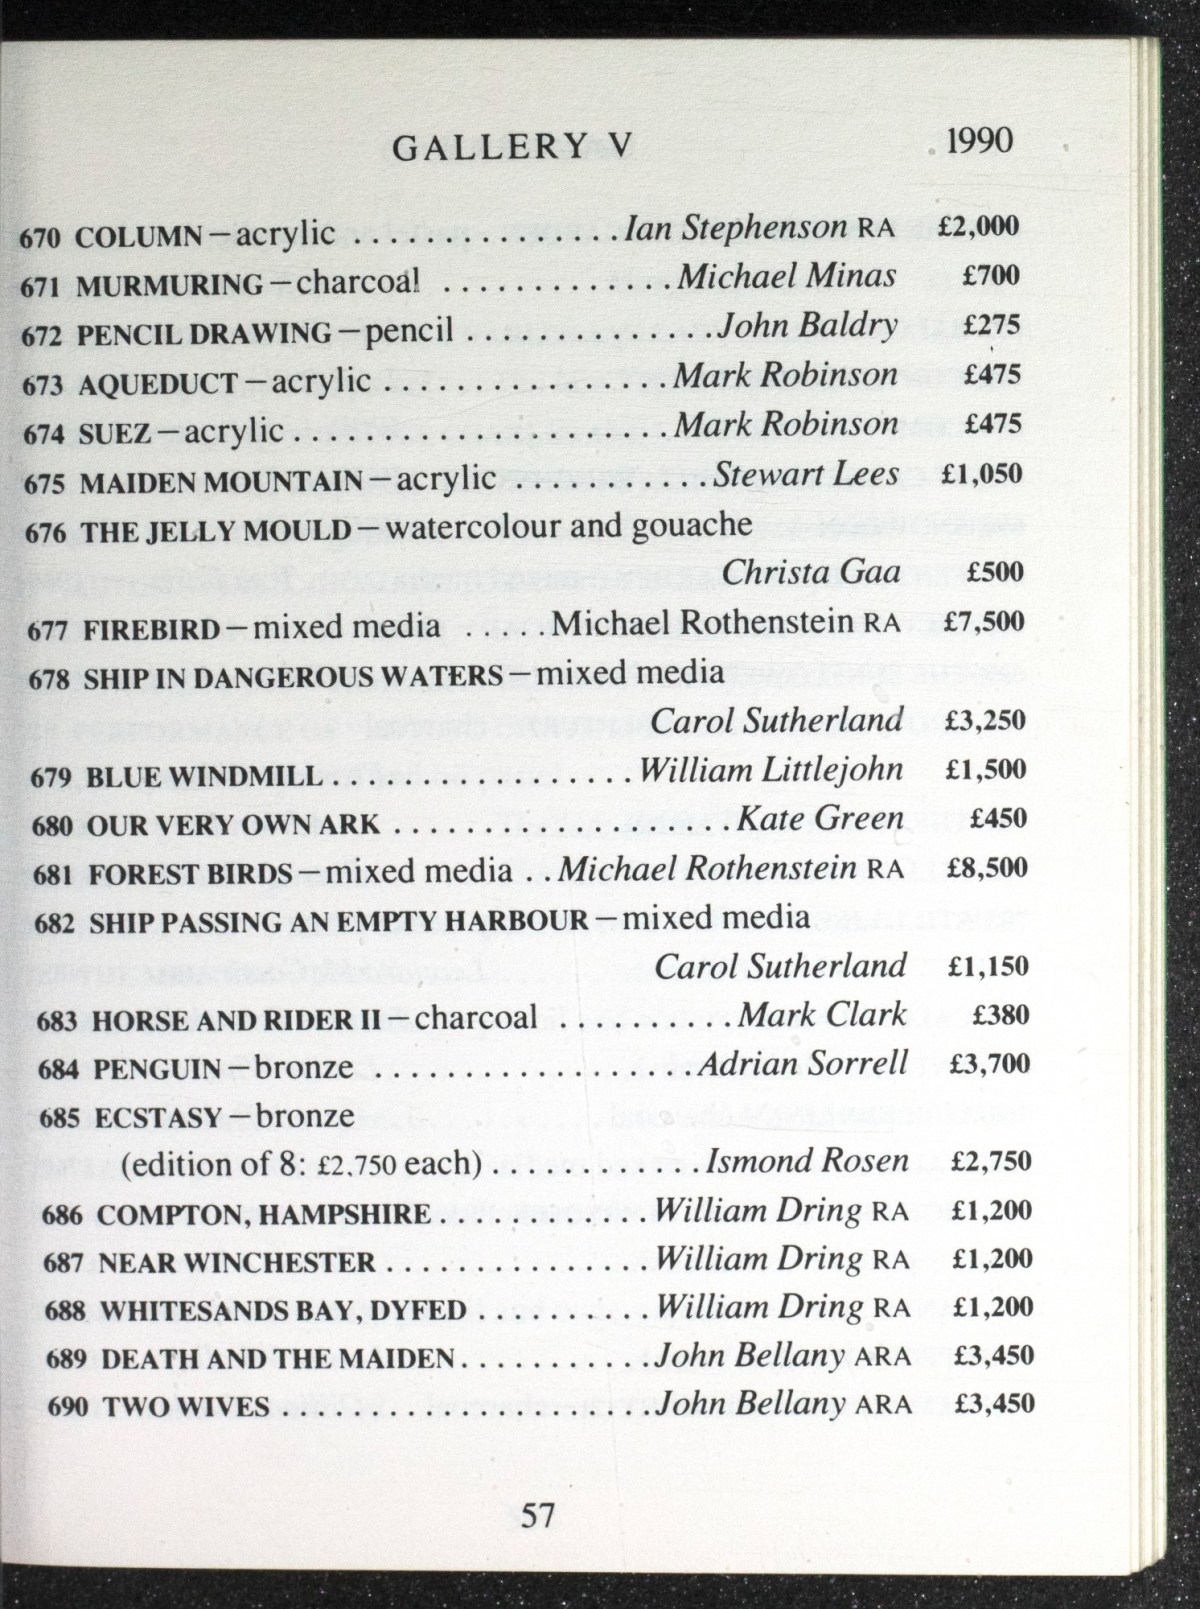 GALLERY V 1990
670 COLUMN—acrylic ............... Ian Stephenson RA £2,000
671 MURMURING—charcoal ............. Michael Minas £700
672 PENCIL DRAWING—pencil .............. John Baldry £275
673 AQUEDUCT—acrylic ................ Mark Robinson £475
674 SUEZ—acrylic ..................... Mark Robinson £475
675 MAIDEN MOUNTAIN—acrylic ........... Stewart Lees £1,050
676 THE JELLY MOULD—watercolour and gouache
Christa Gaa £500
677 FIREBIRD—mixed media ..... Michael Rothenstein RA £7,500
678 SHIP IN DANGEROUS WATERS—mixed media
Carol Sutherland £3,250
679 BLUE WINDMILL ................. William Littlejohn £1,500
680 OUR VERY OWN ARK ................... Kate Green £450
681 FOREST BIRDS—mixed media .. Michael Rothenstein RA £8,500
682 SHIP PASSING AN EMPTY HARBOUR—mixed media
Carol Sutherland £1,150
683 HORSE AND RIDER II—charcoal .......... Mark Clark £380
684 PENGUIN—bronze .................. Adrian Sorrell £3,700
685 ECSTASY—bronze
(edition of 8: £2,750 each) ............ Ismond Rosen £2,750
686 COMPTON, HAMPSHIRE ............ William Dring RA £1,200
687 NEAR WINCHESTER ............... William Dring RA £1,200
688 WHITESANDS BAY, DYFED .......... William Dring RA £1,200
689 DEATH AND THE MAIDEN ........... John Bellany ARA £3,450
690 TWO WIVES ..................... John Bellany ARA £3,450
57